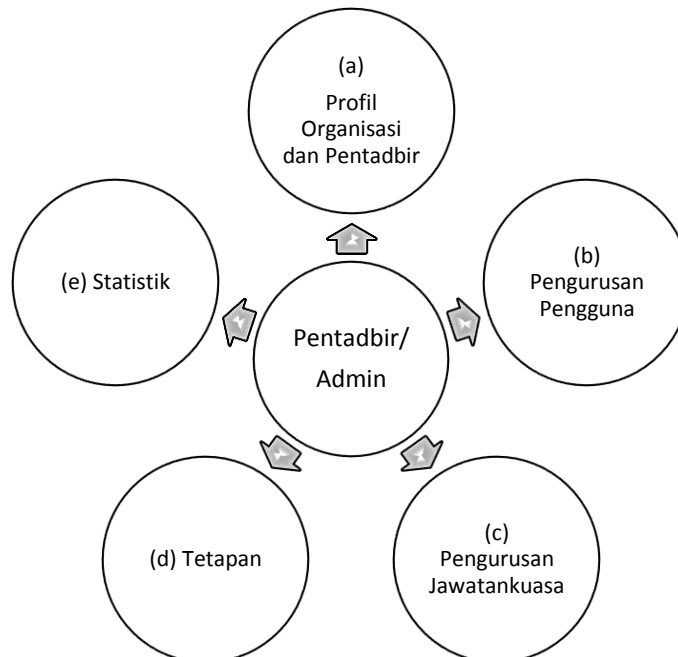 (a)
Profil
Organisasi
dan Pentadbir
(b)
Pengurusan
Pengguna
(c)
Pengurusan
Jawatankuasa
(d) Tetapan
(e) Statistik
Pentadbir/
Admin